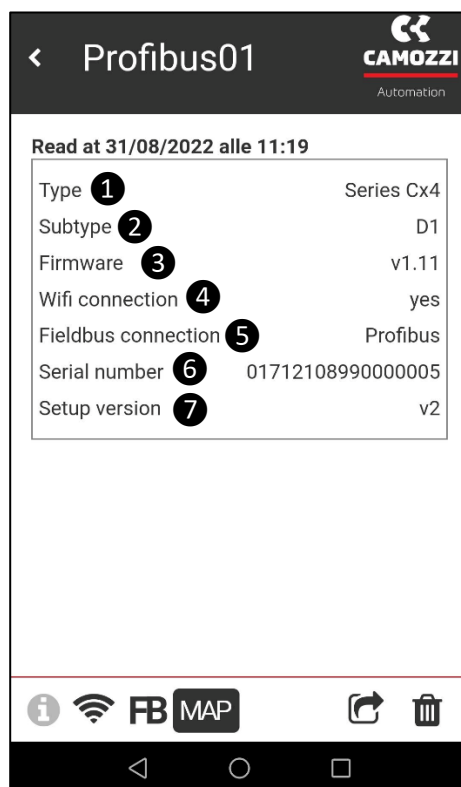 Profibus01
CAMOZZI
Automation
Read at 31/08/2022 alle 11:19
Type 1 Series Cx4
Subtype 2 D1
Firmware 3 v1.11
Wifi connection 4 yes
Fieldbus connection 5 Profibus
Serial number 6 01712108990000005
Setup version 7 v2
i FB MAP